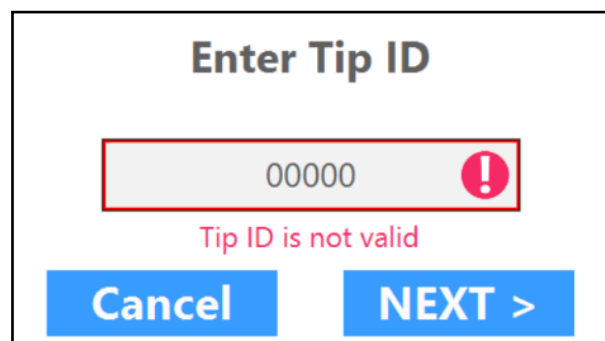 Enter Tip ID
00000
Tip ID is not valid
Cancel NEXT >